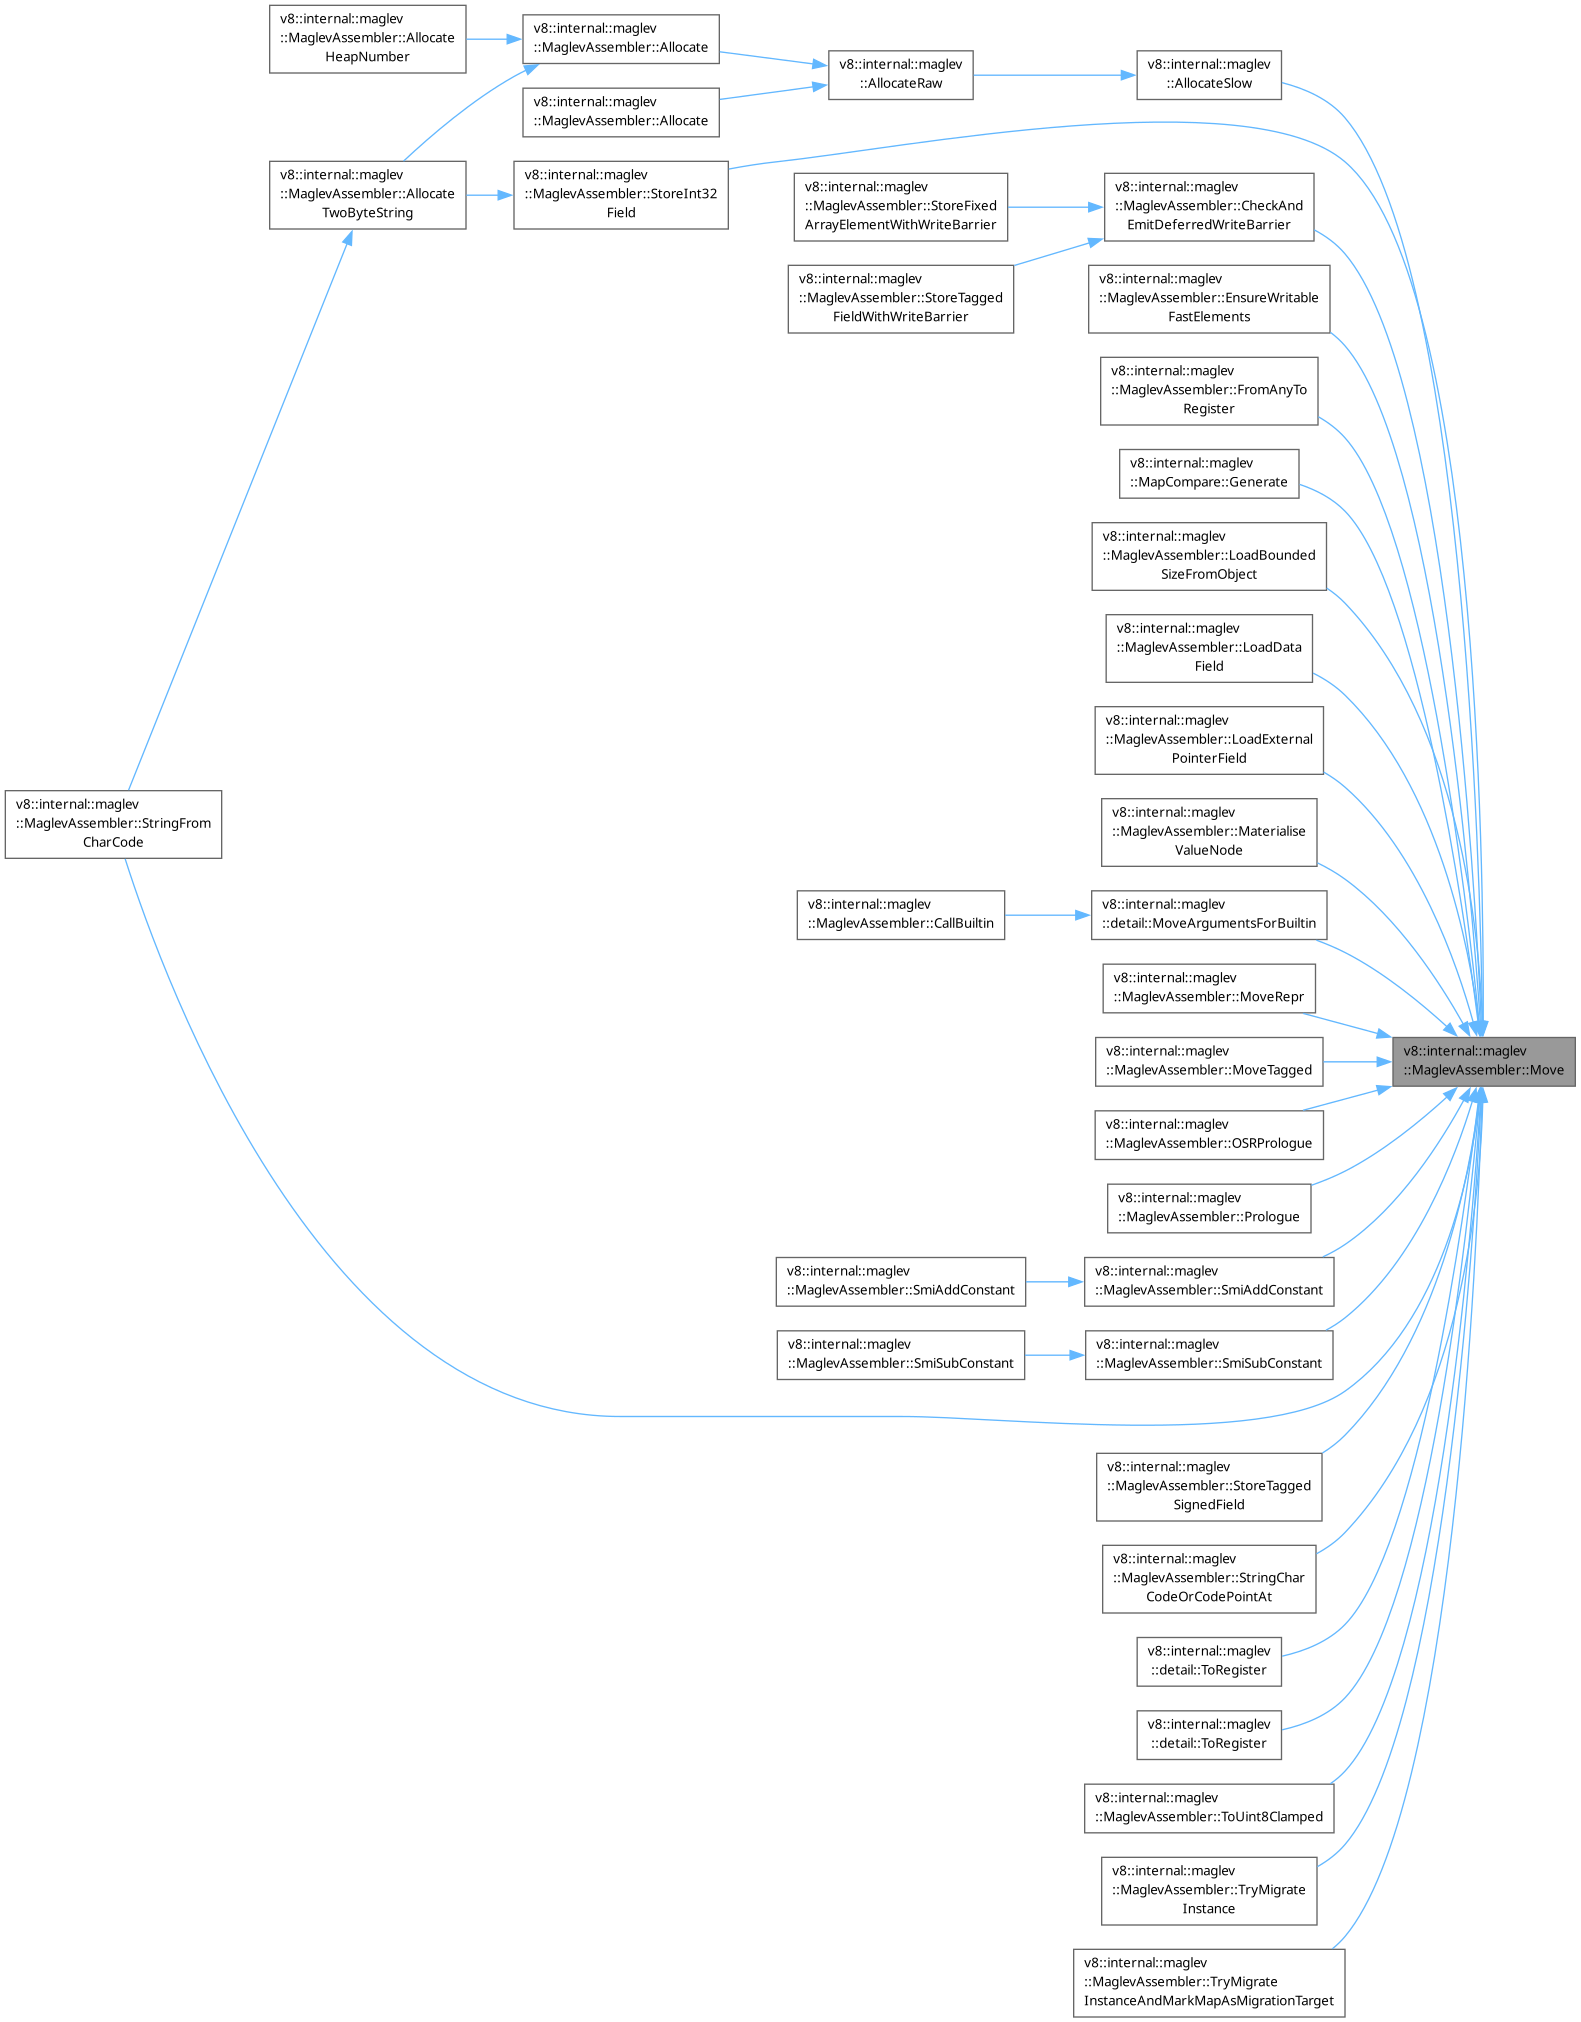 v8::internal::maglev
::MaglevAssembler::Allocate
HeapNumber
v8::internal::maglev
::MaglevAssembler::Allocate
v8::internal::maglev
::AllocateRaw
v8::internal::maglev
::AllocateSlow
v8::internal::maglev
::MaglevAssembler::Allocate
v8::internal::maglev
::MaglevAssembler::Allocate
TwoByteString
v8::internal::maglev
::MaglevAssembler::StoreInt32
Field
v8::internal::maglev
::MaglevAssembler::StoreFixed
ArrayElementWithWriteBarrier
v8::internal::maglev
::MaglevAssembler::CheckAnd
EmitDeferredWriteBarrier
v8::internal::maglev
::MaglevAssembler::StoreTagged
FieldWithWriteBarrier
v8::internal::maglev
::MaglevAssembler::EnsureWritable
FastElements
v8::internal::maglev
::MaglevAssembler::FromAnyTo
Register
v8::internal::maglev
::MapCompare::Generate
v8::internal::maglev
::MaglevAssembler::LoadBounded
SizeFromObject
v8::internal::maglev
::MaglevAssembler::LoadData
Field
v8::internal::maglev
::MaglevAssembler::LoadExternal
PointerField
v8::internal::maglev
::MaglevAssembler::StringFrom
CharCode
v8::internal::maglev
::MaglevAssembler::Materialise
ValueNode
v8::internal::maglev
::MaglevAssembler::CallBuiltin
v8::internal::maglev
::detail::MoveArgumentsForBuiltin
v8::internal::maglev
::MaglevAssembler::MoveRepr
v8::internal::maglev
::MaglevAssembler::MoveTagged
v8::internal::maglev
::MaglevAssembler::Move
v8::internal::maglev
::MaglevAssembler::OSRPrologue
v8::internal::maglev
::MaglevAssembler::Prologue
v8::internal::maglev
::MaglevAssembler::SmiAddConstant
v8::internal::maglev
::MaglevAssembler::SmiAddConstant
v8::internal::maglev
::MaglevAssembler::SmiSubConstant
v8::internal::maglev
::MaglevAssembler::SmiSubConstant
v8::internal::maglev
::MaglevAssembler::StoreTagged
SignedField
v8::internal::maglev
::MaglevAssembler::StringChar
CodeOrCodePointAt
v8::internal::maglev
::detail::ToRegister
v8::internal::maglev
::detail::ToRegister
v8::internal::maglev
::MaglevAssembler::ToUint8Clamped
v8::internal::maglev
::MaglevAssembler::TryMigrate
Instance
v8::internal::maglev
::MaglevAssembler::TryMigrate
InstanceAndMarkMapAsMigrationTarget